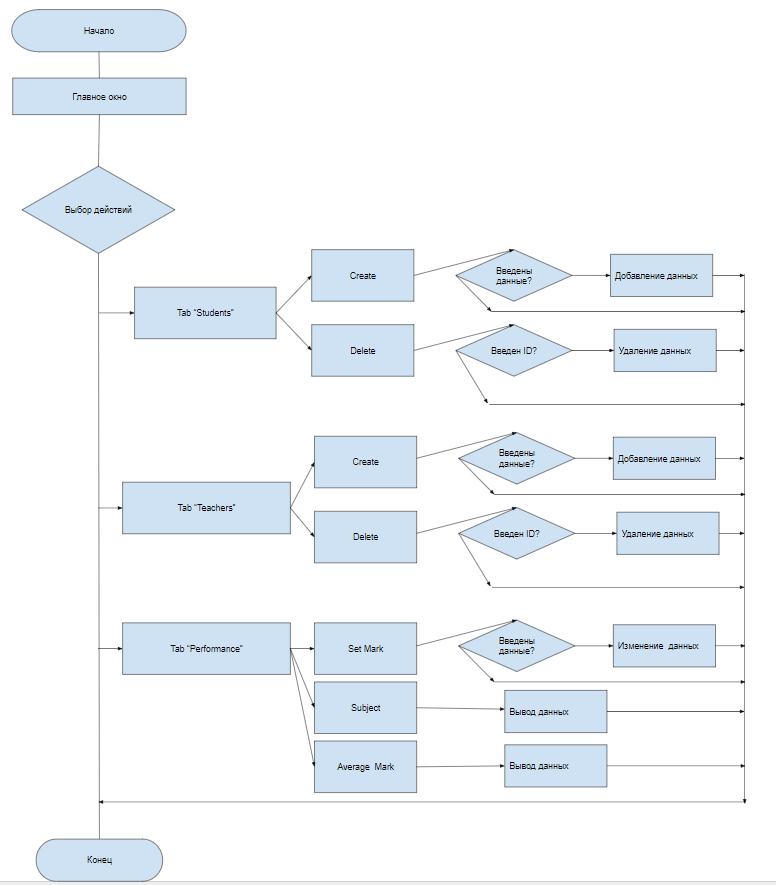 Начало
Главное окно
Выбор действий
Tab "Students"
Create
Введены
данные?
Добавление данных
Delete
Введен ID?
Удаление данных
Tab "Teachers"
Create
Введены
данные?
Добавление данных
Delete
Введен ID?
Удаление данных
Tab "Performance"
Set Mark
Введены
данные?
Изменение данных
Subject
Вывод данных
Average Mark
Вывод данных
Конец